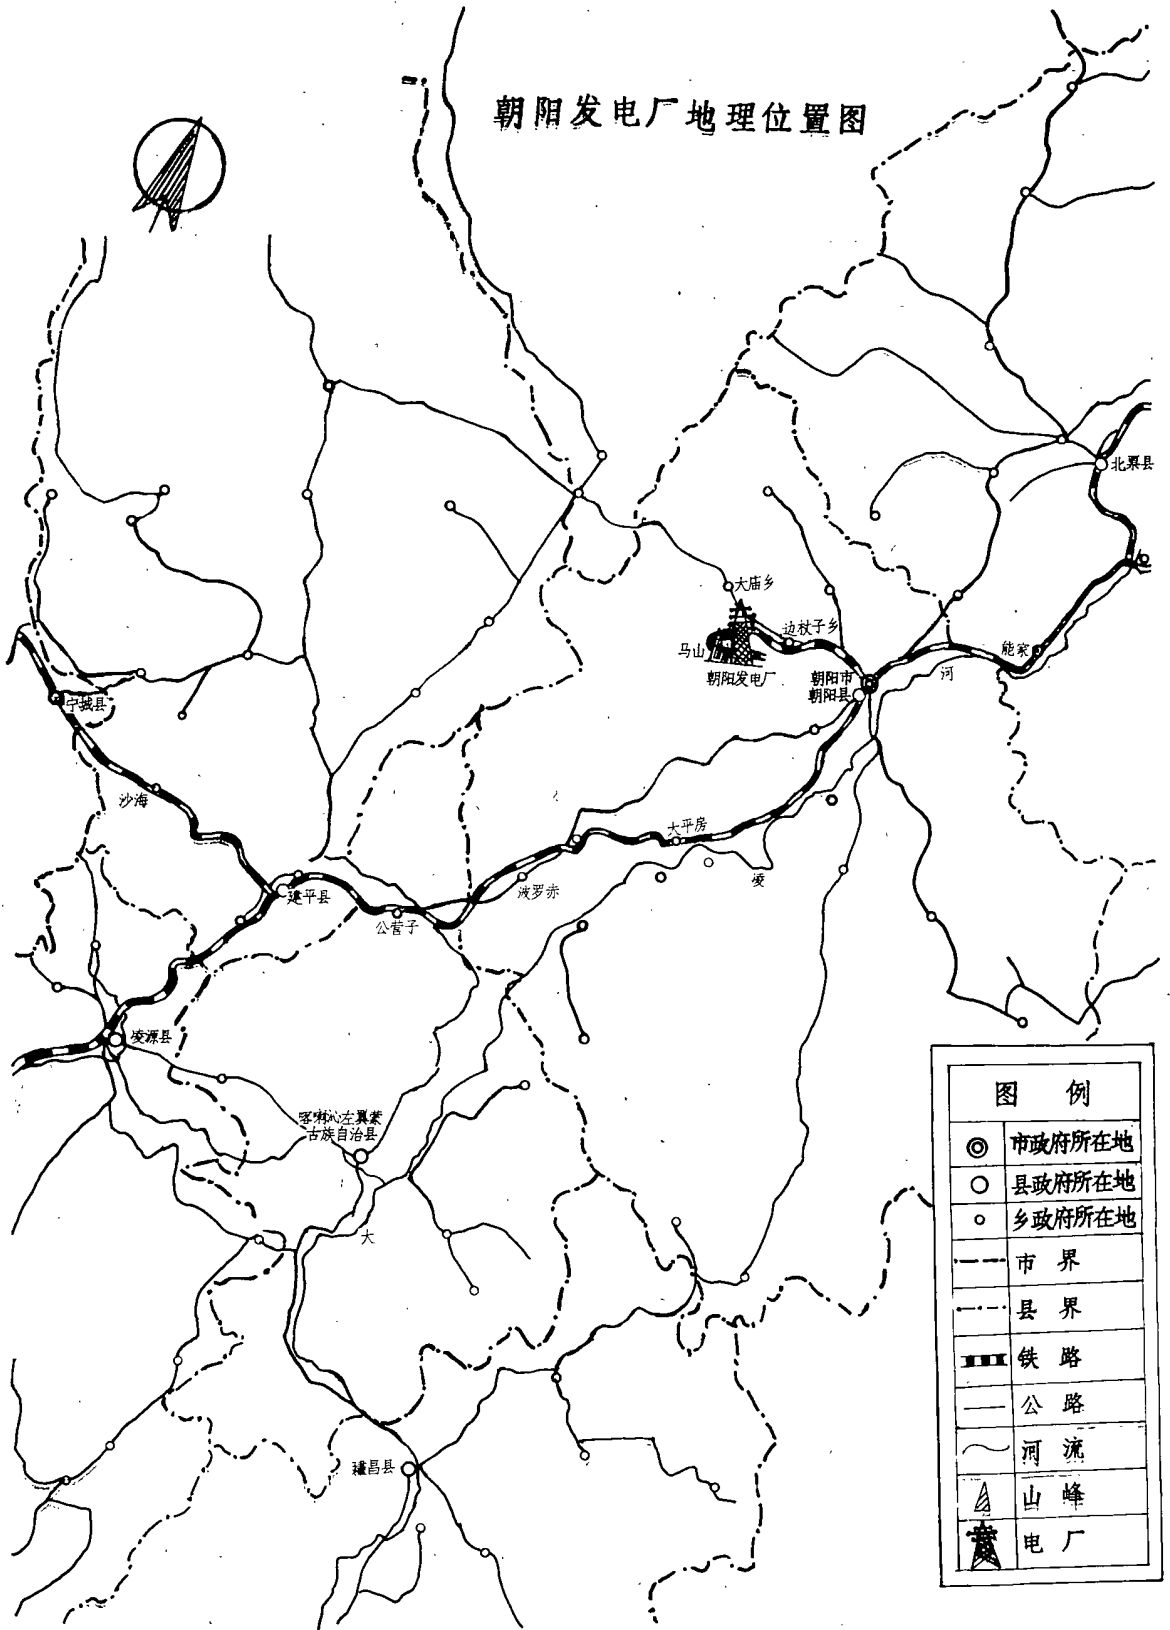 朝阳发电厂地理位置图
北票县
大庙乡
边杖子乡
马山
朝阳发电厂
朝阳市
朝阳县
河
熊家
宁城县
沙海
大平房
凌
波罗赤
建平县
公营子
凌源县
喀喇沁左翼蒙
古族自治县
大
建昌县
图 例
市政府所在地
县政府所在地
乡政府所在地
市 界
县 界
铁 路
公 路
河 流
山 峰
电 厂